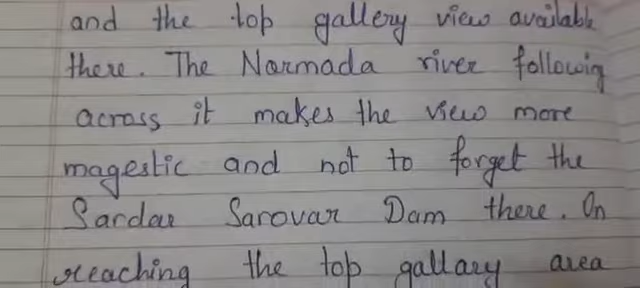 and the top gallery view available
there. The Narmada river followig
across it makes the view more
magestic and not to forget the
Sardar Sarovar Dam there. On
reaching the top gallary area